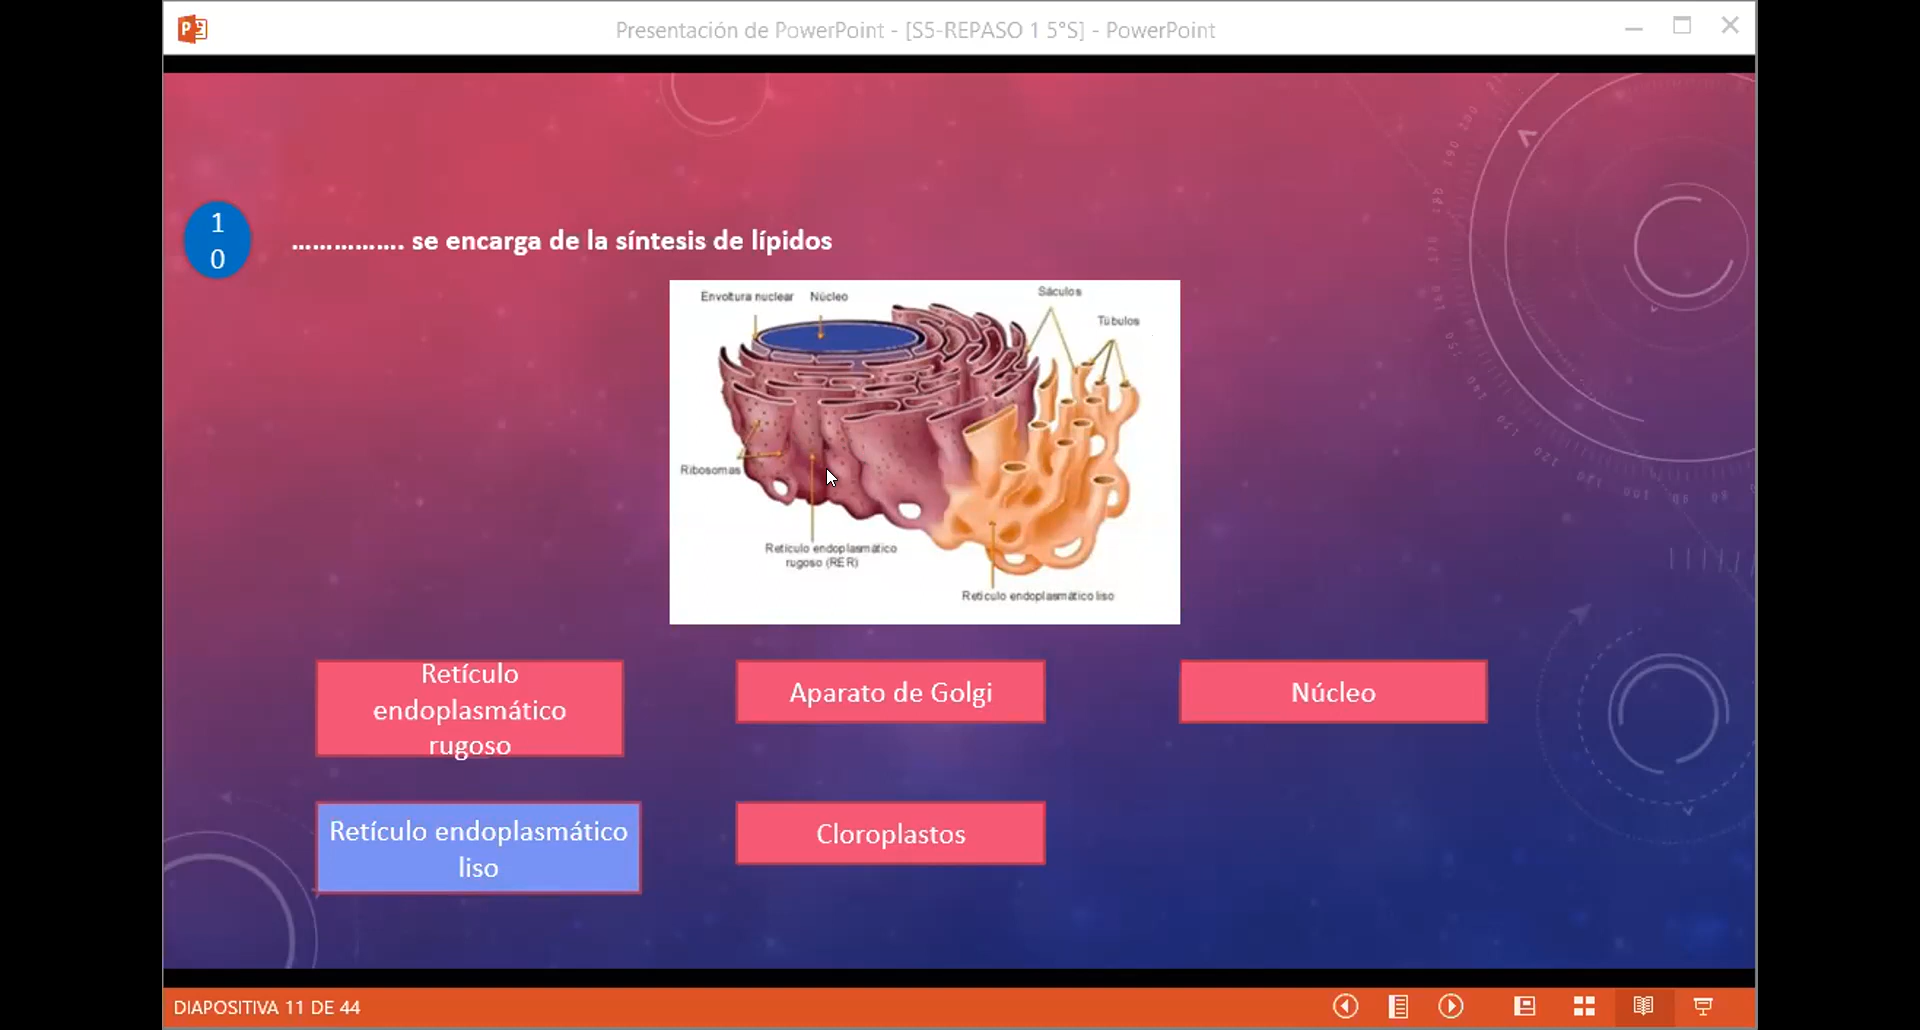 Presentación de PowerPoint - [S5-REPASO 1 5°S] - PowerPoint
1
0
................ se encarga de la síntesis de lípidos
Envoltura nuclear Núcleo
Sáculos
Túbulos
Ribosomas
Retículo endoplasmático
rugoso (RER)
Retículo endoplasmático liso
Retículo
endoplasmático
rugoso
Aparato de Golgi
Núcleo
Retículo endoplasmático
liso
Cloroplastos
DIAPOSITIVA 11 DE 44